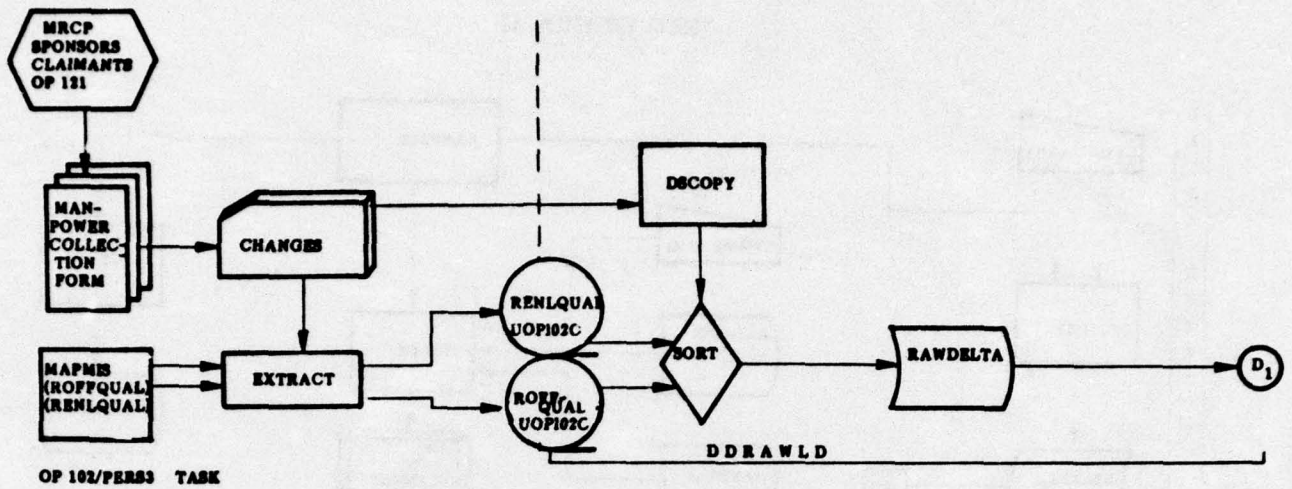 MRCP
SPONSORS
CLAIMANTS
OP 121
MAN-
POWER
COLLEC-
TION
FORM
CHANGES
DSCOPY
MAPMIS
(ROFFQUAL)
(RENLQUAL)
EXTRACT
RENLQUAL
UOP102C
ROFF-
QUAL
UOP102C
SORT
RAWDELTA
D1
DDRAWLD
OP 102/PERS3 TASK